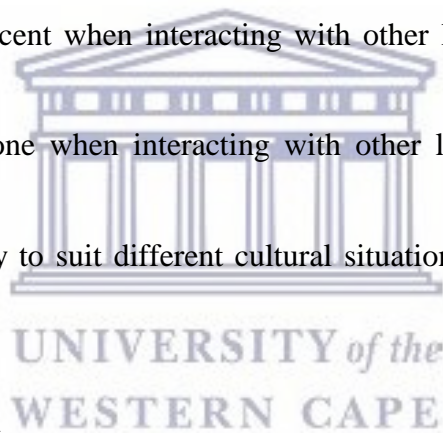 cent when interacting with other
one when interacting with other
to suit different cultural situation
UNIVERSITY of the
WESTERN CAPE